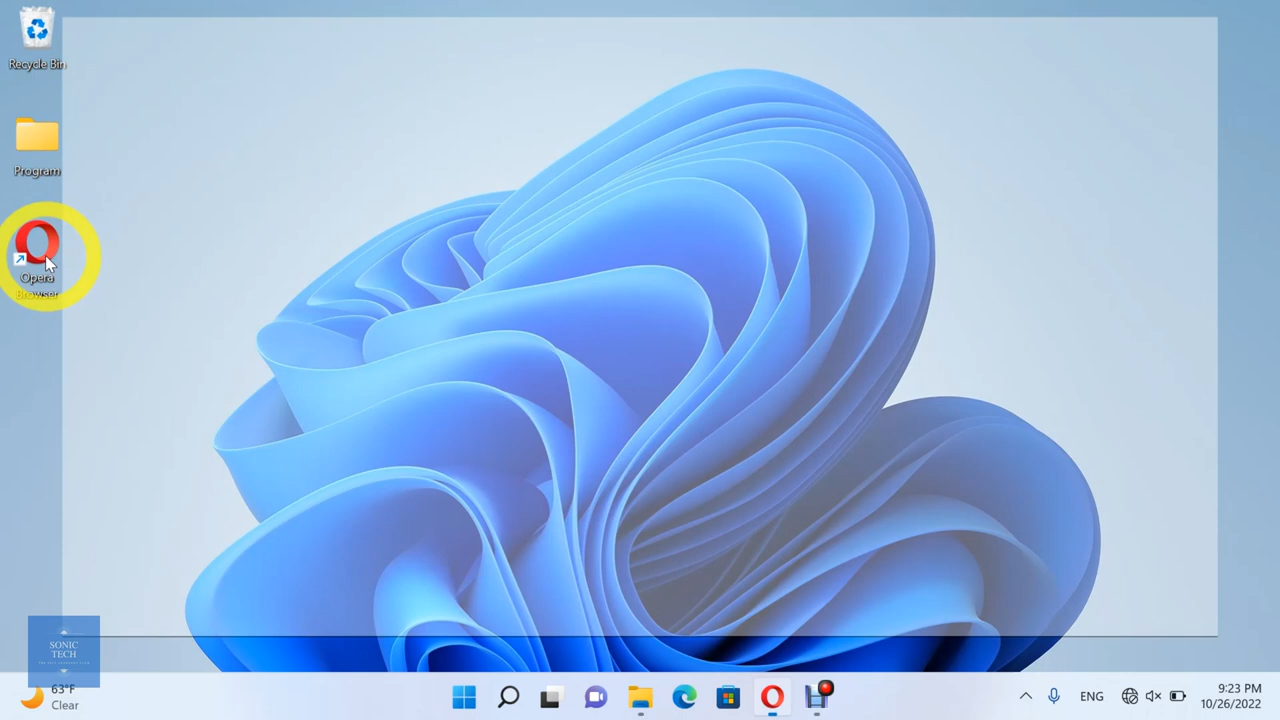 Recycle Bin
Program
Opera
Browser
SONIC
TECH
63°F
Clear
ENG
9:23 PM
10/26/2022